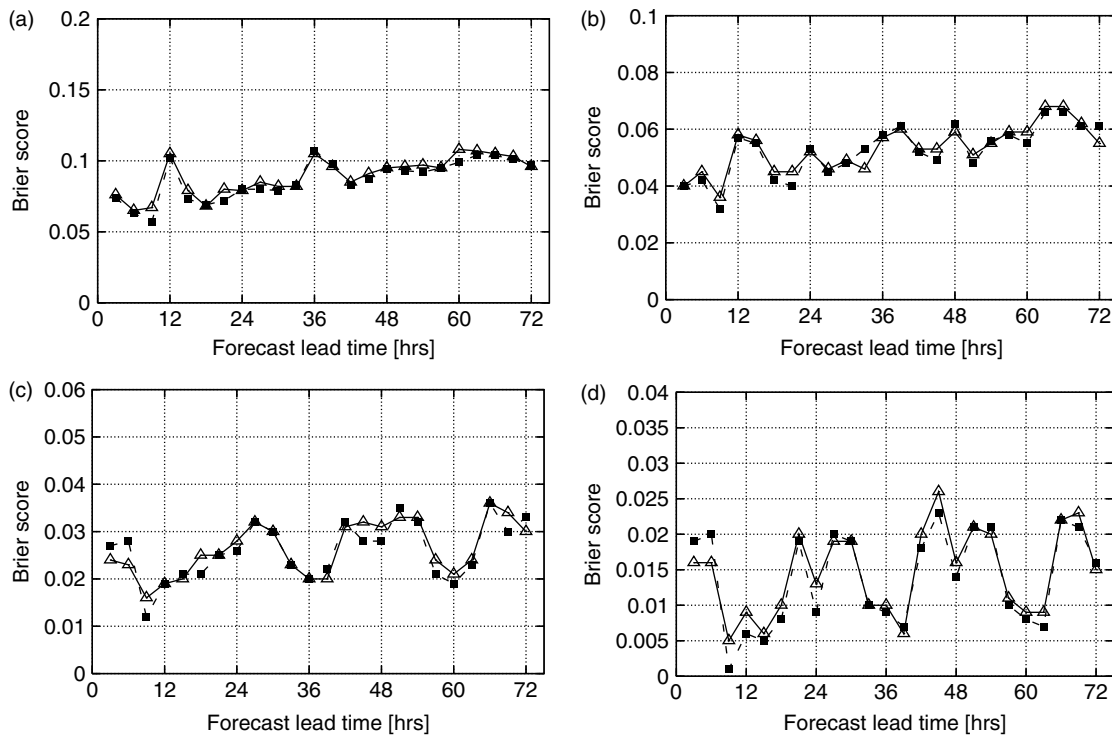 (a)
0.2
0.15
0.1
0.05
0
Brier score
0 12 24 36 48 60 72
Forecast lead time [hrs]
(b)
0.1
0.08
0.06
0.04
0.02
0
Brier score
0 12 24 36 48 60 72
Forecast lead time [hrs]
(c)
0.06
0.05
0.04
0.03
0.02
0.01
0
Brier score
0 12 24 36 48 60 72
Forecast lead time [hrs]
(d)
0.04
0.035
0.03
0.025
0.02
0.015
0.01
0.005
0
Brier score
0 12 24 36 48 60 72
Forecast lead time [hrs]